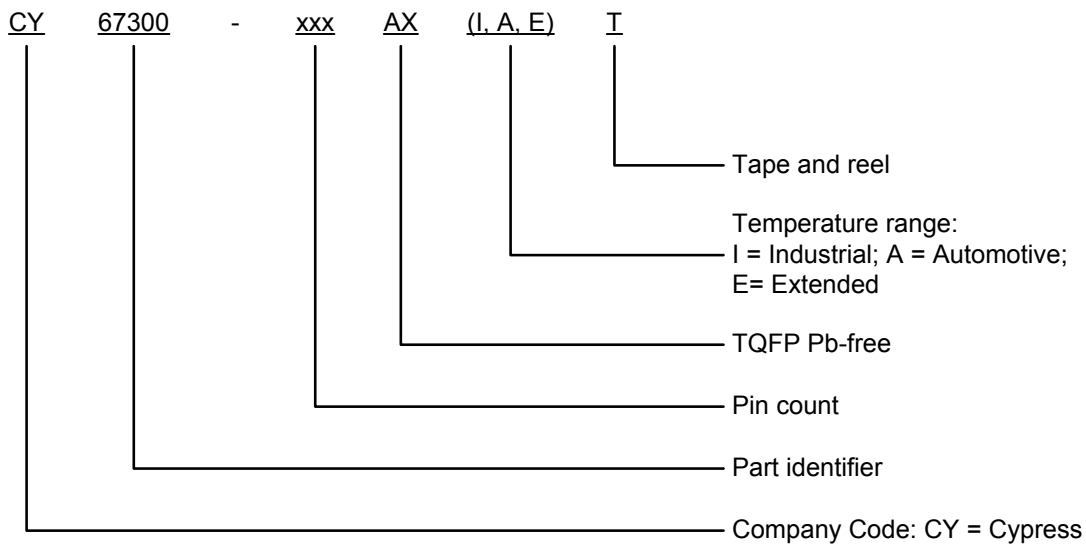 CY 67300 - xxx AX (I, A, E) T
Tape and reel
Temperature range:
I = Industrial; A = Automotive;
E= Extended
TQFP Pb-free
Pin count
Part identifier
Company Code: CY = Cypress